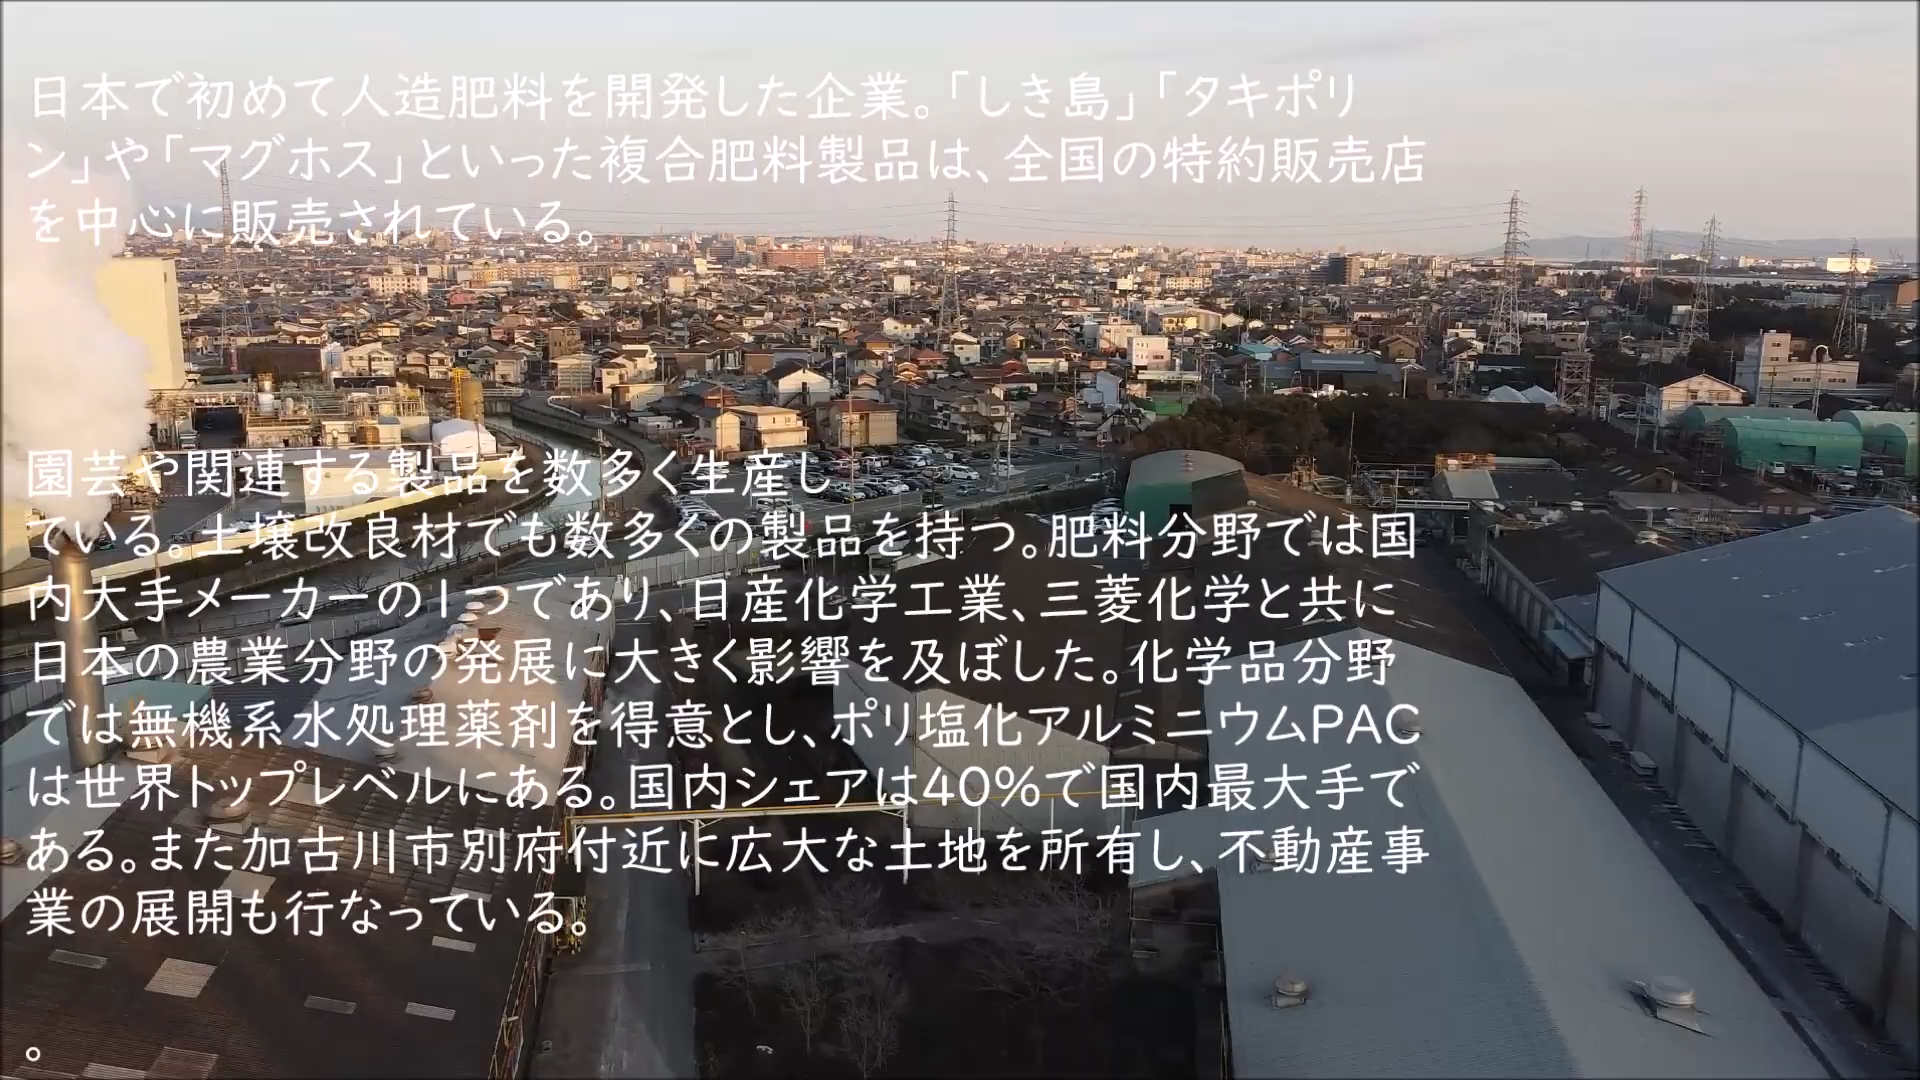 日本で初めて人造肥料を開発した企業。「しき島」「タキポリ
ン」や「マグホス」といった複合肥料製品は、全国の特約販売店
を中心に販売されている。
園芸や関連する製品を数多く生産し
ている。土壌改良材でも数多くの製品を持つ。肥料分野では国
内大手メーカーの1つであり、日産化学工業、三菱化学と共に
日本の農業分野の発展に大きく影響を及ぼした。化学品分野
では無機系水処理薬剤を得意とし、ポリ塩化アルミニウムPAC
は世界トップレベルにある。国内シェアは40%で国内最大手で
ある。また加古川市別府付近に広大な土地を所有し、不動産事
業の展開も行なっている。
。